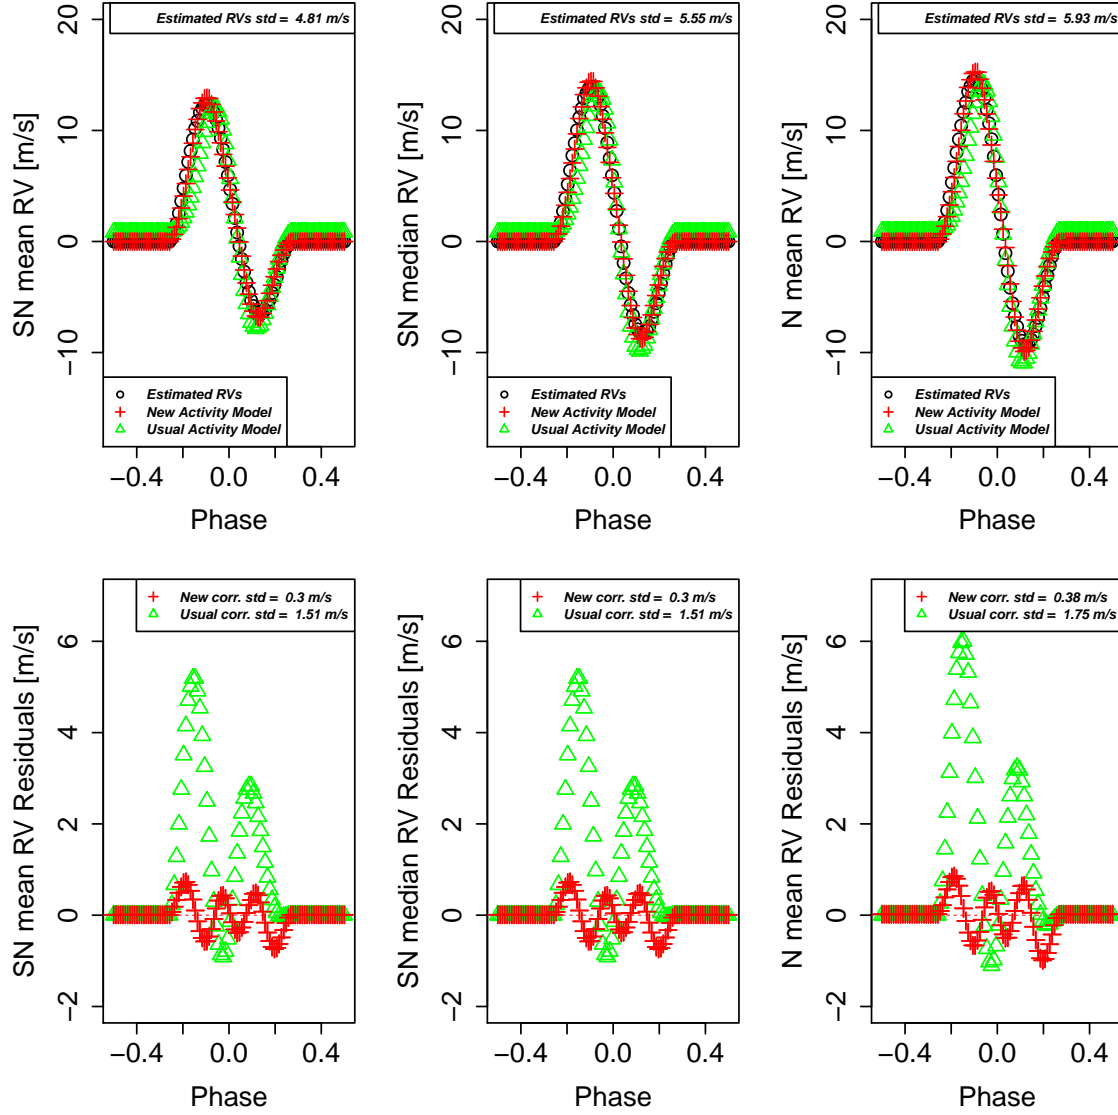 Estimated RVs std = 4.81 m/s
SN mean RV [m/s]
20
10
0
−10
Estimated RVs
New Activity Model
Usual Activity Model
−0.4 0.0 0.4
Phase
Estimated RVs std = 5.55 m/s
SN median RV [m/s]
20
10
0
−10
Estimated RVs
New Activity Model
Usual Activity Model
−0.4 0.0 0.4
Phase
Estimated RVs std = 5.93 m/s
N mean RV [m/s]
20
10
0
−10
Estimated RVs
New Activity Model
Usual Activity Model
−0.4 0.0 0.4
Phase
New corr. std = 0.3 m/s
Usual corr. std = 1.51 m/s
SN mean RV Residuals [m/s]
6
4
2
0
−2
−0.4 0.0 0.4
Phase
New corr. std = 0.3 m/s
Usual corr. std = 1.51 m/s
SN median RV Residuals [m/s]
6
4
2
0
−2
−0.4 0.0 0.4
Phase
New corr. std = 0.38 m/s
Usual corr. std = 1.75 m/s
N mean RV Residuals [m/s]
6
4
2
0
−2
−0.4 0.0 0.4
Phase